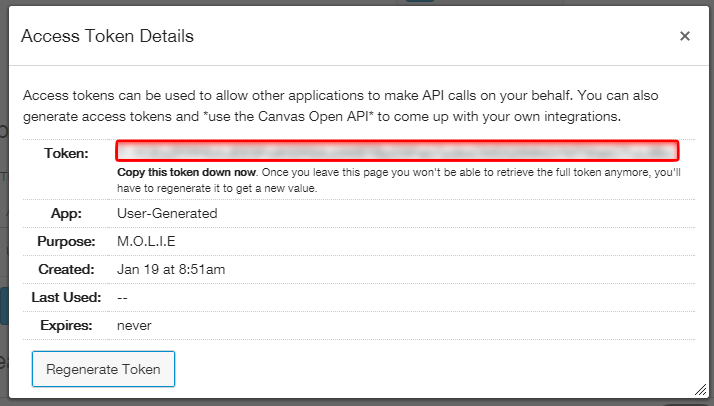 Access Token Details
×
Access tokens can be used to allow other applications to make API calls on your behalf. You can also
generate access tokens and *use the Canvas Open API* to come up with your own integrations.
Token:
Copy this token down now. Once you leave this page you won't be able to retrieve the full token anymore, you'll
have to regenerate it to get a new value.
App: User-Generated
Purpose: M.O.L.I.E
Created: Jan 19 at 8:51am
Last Used: --
Expires: never
Regenerate Token